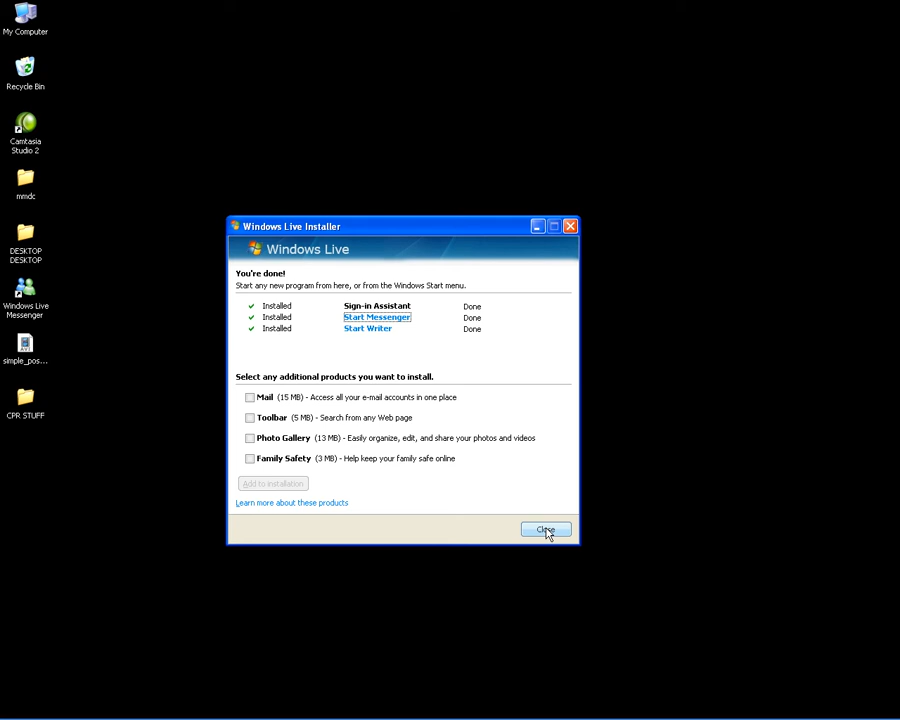 My Computer
Recycle Bin
Camtasia
Studio 2
mmdc
DESKTOP
DESKTOP
Windows Live
Messenger
simple_pos...
CPR STUFF
Windows Live Installer
Windows Live
You're done!
Start any new program from here, or from the Windows Start menu.
Installed Sign-in Assistant Done
Installed Start Messenger Done
Installed Start Writer Done
Select any additional products you want to install.
Mail (15 MB) - Access all your e-mail accounts in one place
Toolbar (5 MB) - Search from any Web page
Photo Gallery (13 MB) - Easily organize, edit, and share your photos and videos
Family Safety (3 MB) - Help keep your family safe online
Add to installation
Learn more about these products
Close